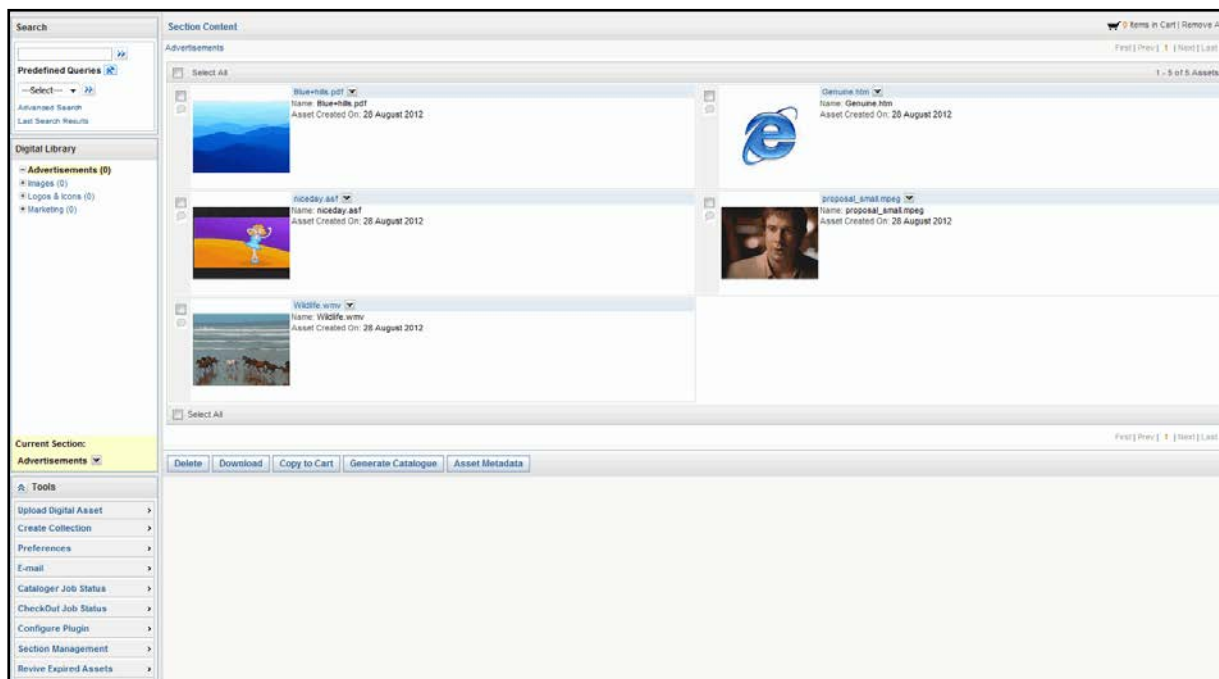 Search
Predefined Queries
--Select--
Advanced Search
Last Search Results
Digital Library
Advertisements (0)
Images (0)
Logos & Icons (0)
Marketing (0)
Current Section:
Advertisements
Tools
Upload Digital Asset
Create Collection
Preferences
E-mail
Cataloger Job Status
CheckOut Job Status
Configure Plugin
Section Management
Revive Expired Assets
Section Content
0 Items in Cart | Remove A
Advertisements
First | Prev | 1 | Next | Last
Select All
1 - 5 of 5 Assets
Blue+hills.pdf
Name: Blue+hills.pdf
Asset Created On: 28 August 2012
Genuine.htm
Name: Genuine.htm
Asset Created On: 28 August 2012
niceday.asf
Name: niceday.asf
Asset Created On: 28 August 2012
proposal_small.mpeg
Name: proposal_small.mpeg
Asset Created On: 28 August 2012
Wildlife.wmv
Name: Wildlife.wmv
Asset Created On: 28 August 2012
Select All
First | Prev | 1 | Next | Last
Delete
Download
Copy to Cart
Generate Catalogue
Asset Metadata